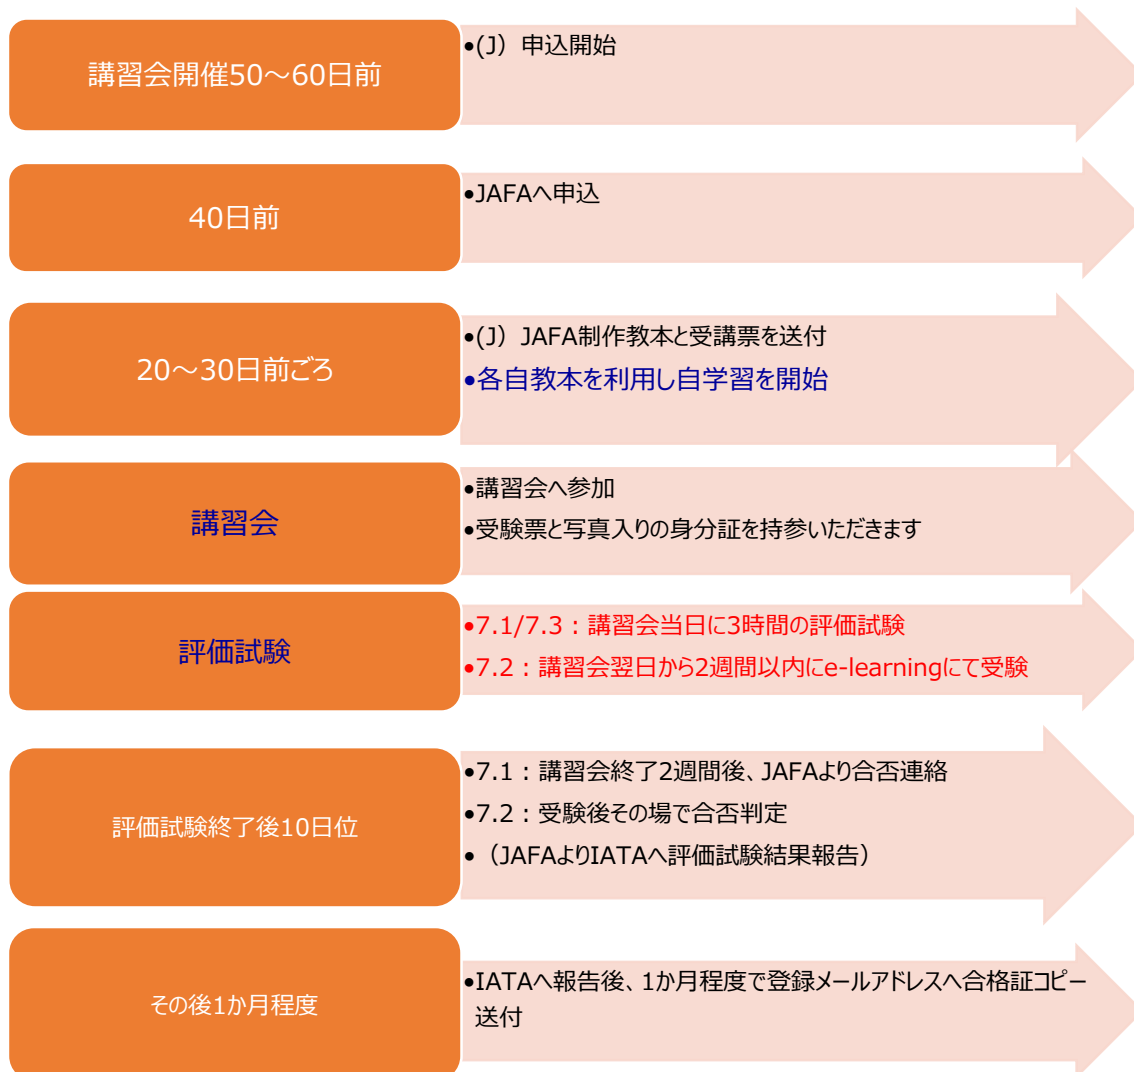 講習会開催50～60日前
•(J）申込開始
40日前
•JAFAへ申込
20～30日前ごろ
•(J）JAFA制作教本と受講票を送付
•各自教本を利用し自学習を開始
講習会
•講習会へ参加
•受験票と写真入りの身分証を持参いただきます
評価試験
•7.1/7.3：講習会当日に3時間の評価試験
•7.2：講習会翌日から2週間以内にe-learningにて受験
評価試験終了後10日位
•7.1：講習会終了2週間後、JAFAより合否連絡
•7.2：受験後その場で合否判定
•（JAFAよりIATAへ評価試験結果報告）
その後1か月程度
•IATAへ報告後、1か月程度で登録メールアドレスへ合格証コピー
送付